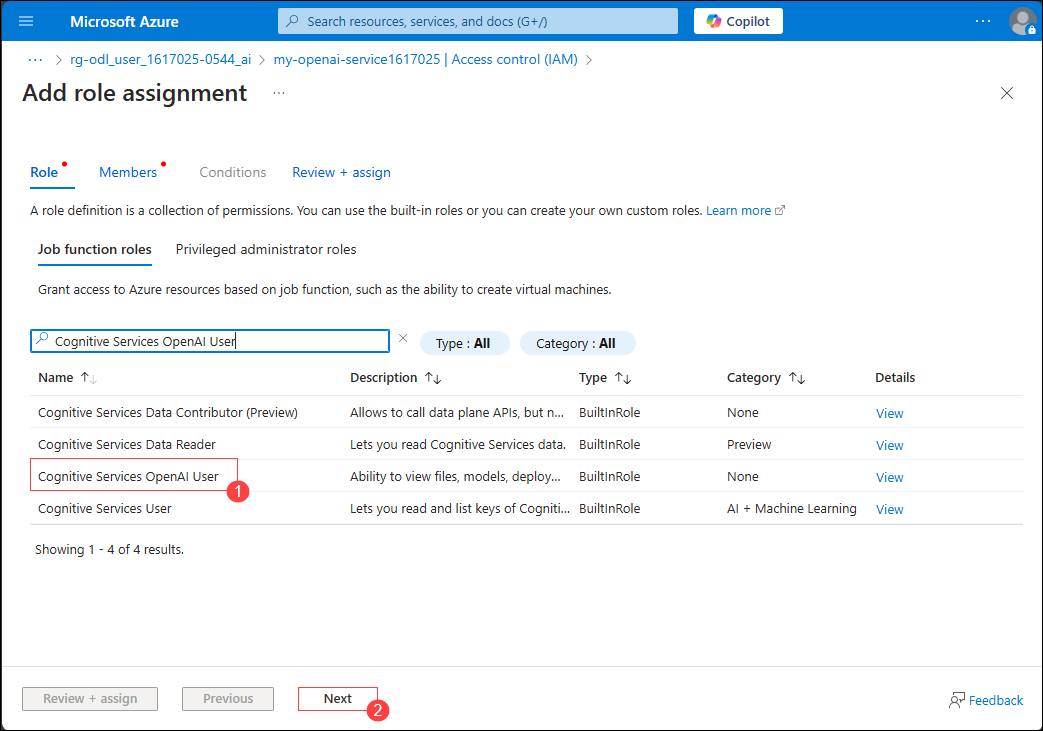 Microsoft Azure Search resources, services, and docs (G+/) Copilot ...
... > rg-odl_user_1617025-0544_ai > my-openai-service1617025 | Access control (IAM) >
Add role assignment ...
Role Members Conditions Review + assign
A role definition is a collection of permissions. You can use the built-in roles or you can create your own custom roles. Learn more
Job function roles Privileged administrator roles
Grant access to Azure resources based on job function, such as the ability to create virtual machines.
Cognitive Services OpenAI User Type : All Category : All
Name ↑↓ Description ↑↓ Type ↑↓ Category ↑↓ Details
Cognitive Services Data Contributor (Preview) Allows to call data plane APIs, but n... BuiltInRole None View
Cognitive Services Data Reader Lets you read Cognitive Services data. BuiltInRole Preview View
Cognitive Services OpenAI User Ability to view files, models, deploy... BuiltInRole None View
1
Cognitive Services User Lets you read and list keys of Cogniti... BuiltInRole AI + Machine Learning View
Showing 1 - 4 of 4 results.
Review + assign Previous Next Feedback
2